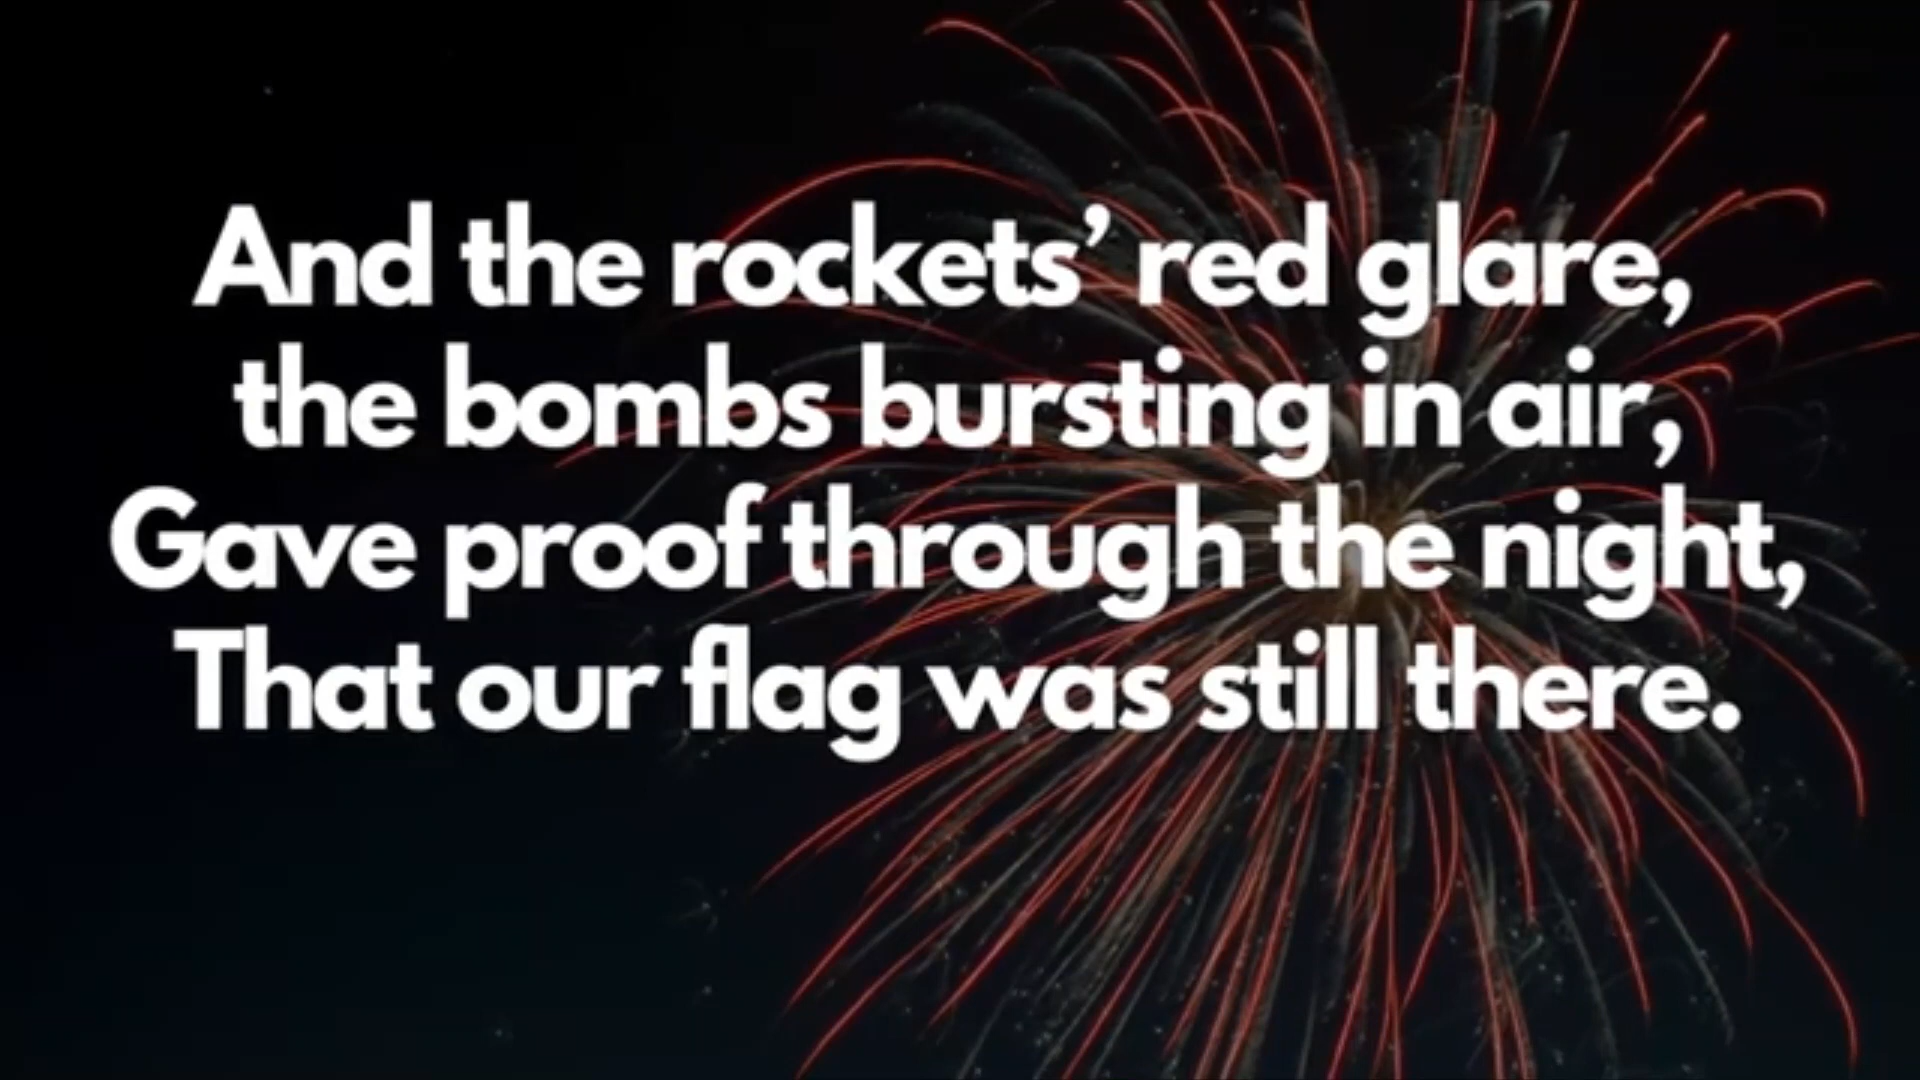 And the rockets’ red glare,
the bombs bursting in air,
Gave proof through the night,
That our flag was still there.